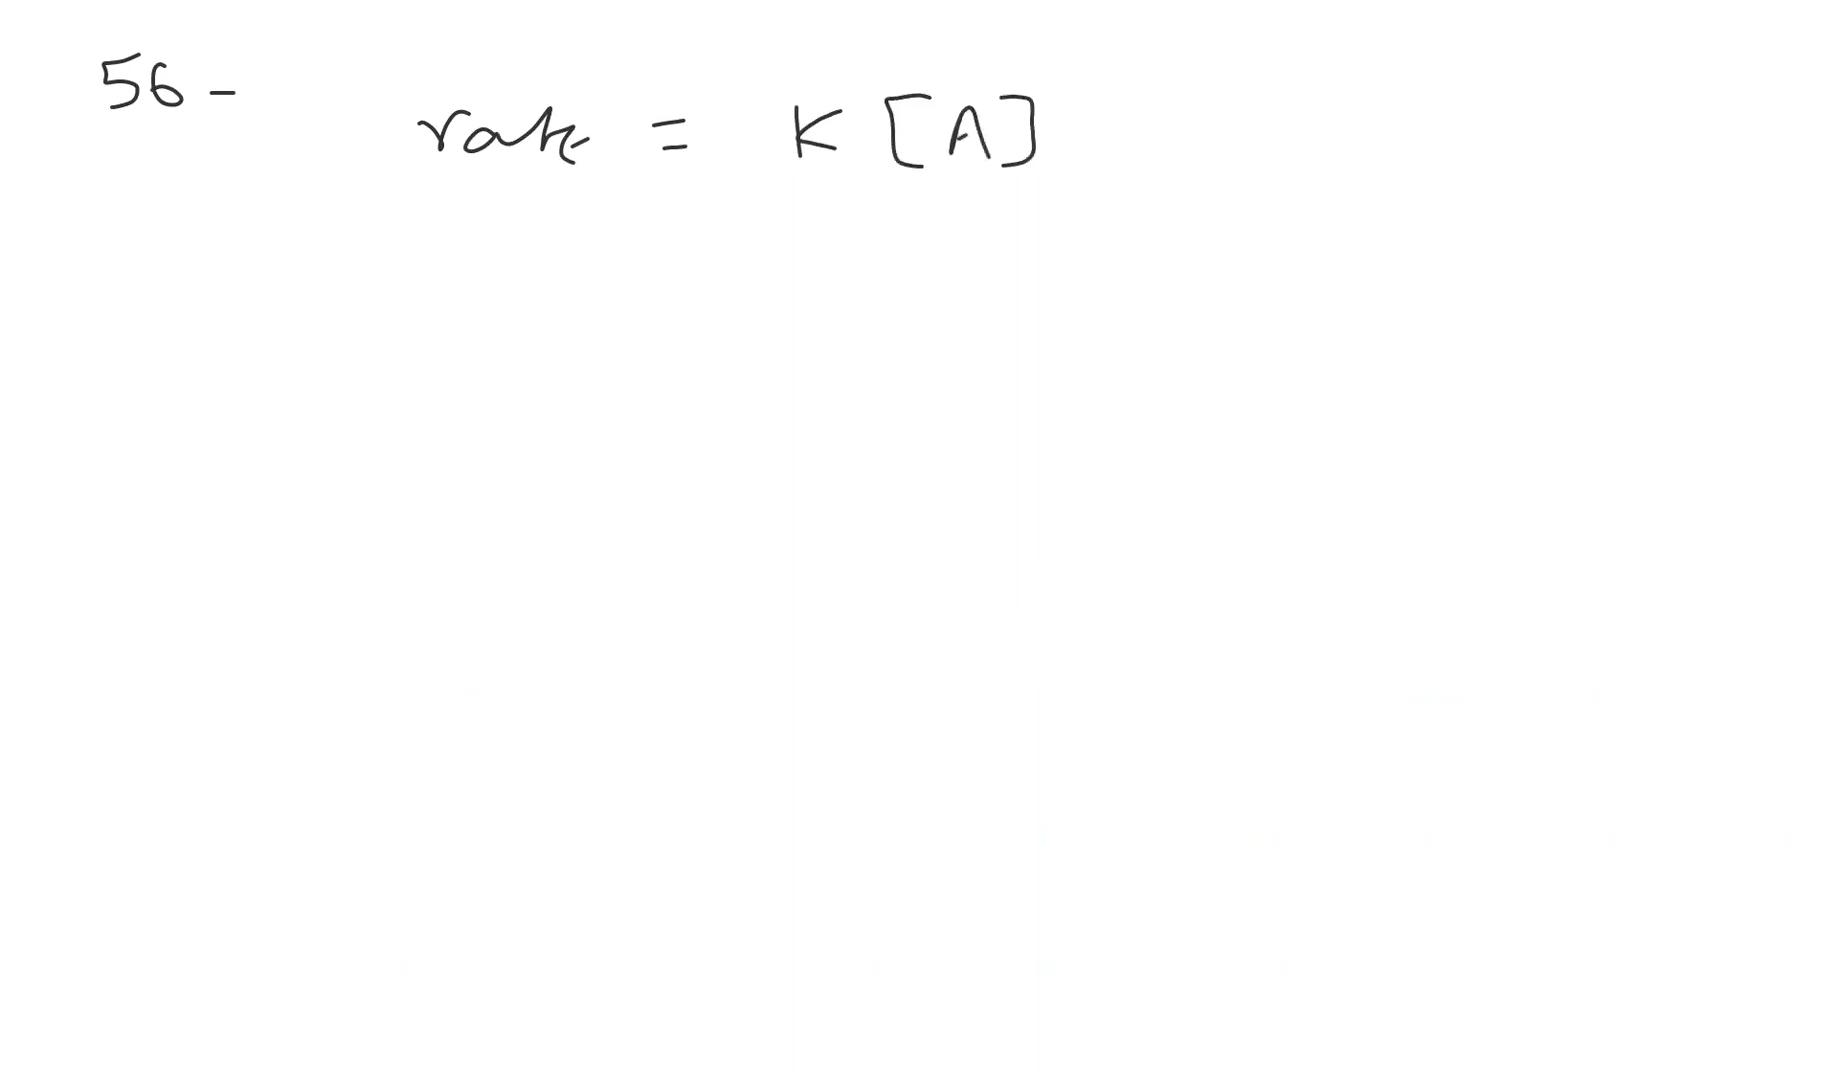 56 -
rate = K [A]